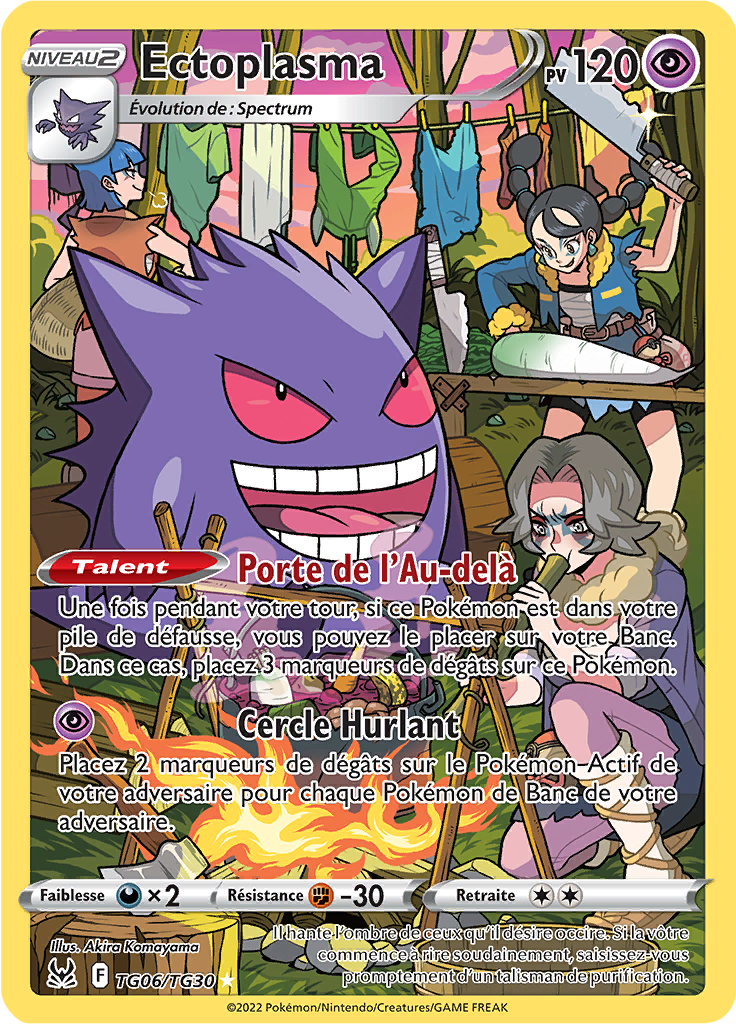 NIVEAU 2
Ectoplasma
PV 120
Évolution de : Spectrum
Talent
Porte de l'Au-delà
Une fois pendant votre tour, si ce Pokémon est dans votre
pile de défausse, vous pouvez le placer sur votre Banc.
Dans ce cas, placez 3 marqueurs de dégâts sur ce Pokémon.
Cercle Hurlant
Placez 2 marqueurs de dégâts sur le Pokémon Actif de
votre adversaire pour chaque Pokémon de Banc de votre
adversaire.
Faiblesse ×2 Résistance -30 Retraite
Illus. Akira Komayama
Il hante l'ombre de ceux qu'il désire occire. Si la vôtre
commence à rire soudainement, saisissez-vous
promptement d'un talisman de purification.
F TG06/TG30
©2022 Pokémon/Nintendo/Creatures/GAME FREAK